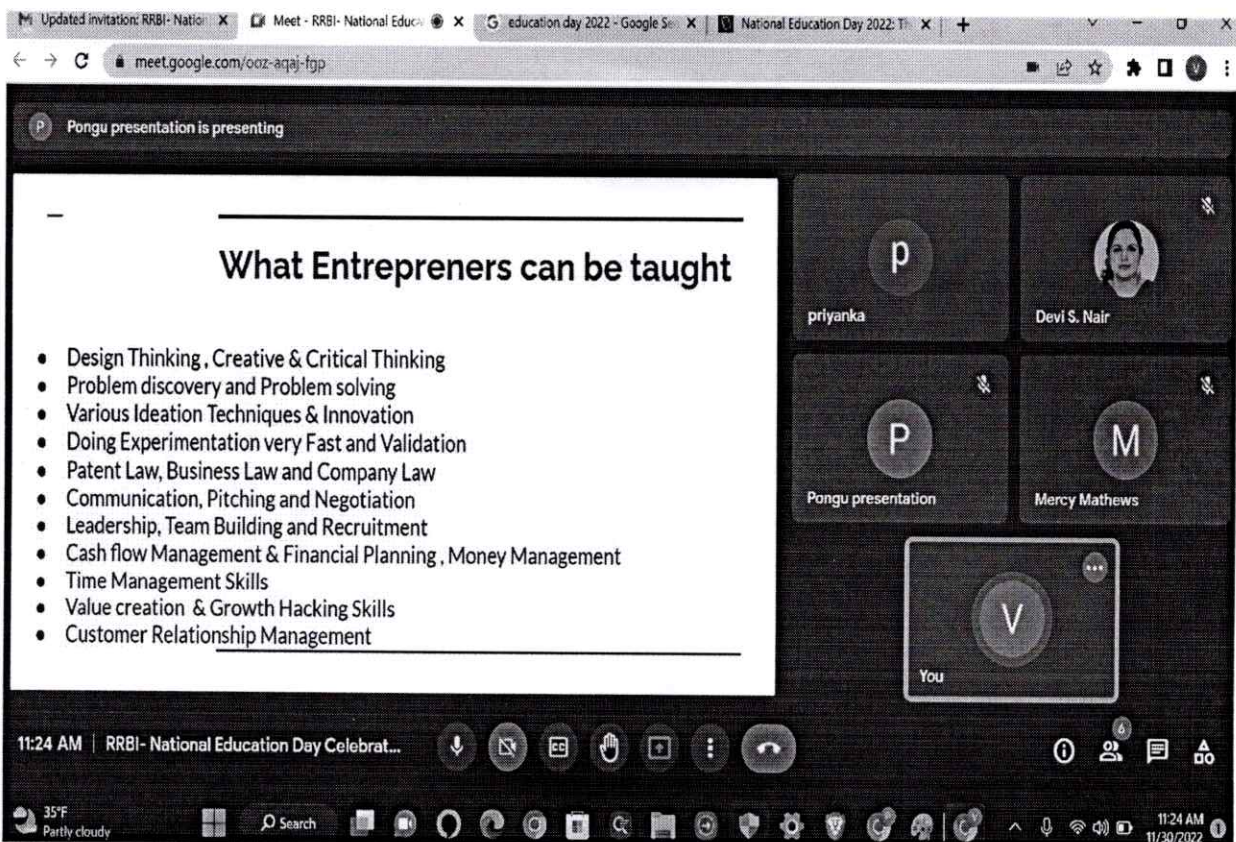 Updated invitation: RRBI- Nation
Meet - RRBI- National Educa
education day 2022 - Google Se
National Education Day 2022: Th
meet.google.com/ooz-aqaj-fgp
V
P Pongu presentation is presenting
What Entrepreners can be taught
• Design Thinking , Creative & Critical Thinking
• Problem discovery and Problem solving
• Various Ideation Techniques & Innovation
• Doing Experimentation very Fast and Validation
• Patent Law, Business Law and Company Law
• Communication, Pitching and Negotiation
• Leadership, Team Building and Recruitment
• Cash flow Management & Financial Planning , Money Management
• Time Management Skills
• Value creation & Growth Hacking Skills
• Customer Relationship Management
p
priyanka
Devi S. Nair
P
Pongu presentation
M
Mercy Mathews
V
You
11:24 AM | RRBI- National Education Day Celebrat...
CC
6
35°F
Partly cloudy
Search
11:24 AM
11/30/2022
1